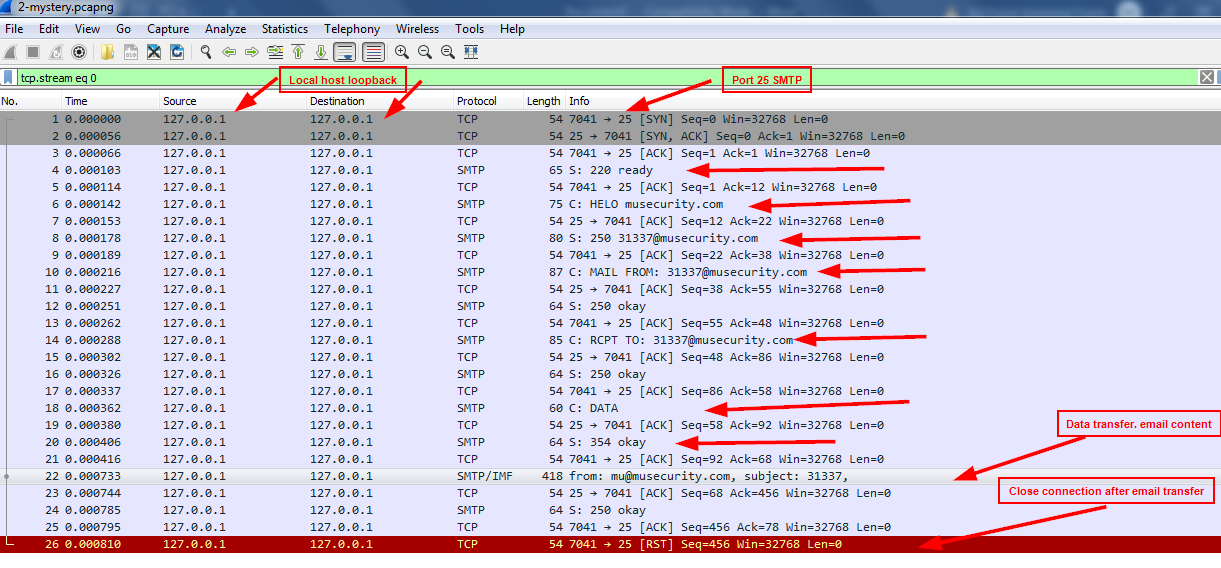 2-mystery.pcapng
File Edit View Go Capture Analyze Statistics Telephony Wireless Tools Help
tcp.stream eq 0
Local host loopback
Port 25 SMTP
No. Time Source Destination Protocol Length Info
1 0.000000 127.0.0.1 127.0.0.1 TCP 54 7041 → 25 [SYN] Seq=0 Win=32768 Len=0
2 0.000056 127.0.0.1 127.0.0.1 TCP 54 25 → 7041 [SYN, ACK] Seq=0 Ack=1 Win=32768 Len=0
3 0.000066 127.0.0.1 127.0.0.1 TCP 54 7041 → 25 [ACK] Seq=1 Ack=1 Win=32768 Len=0
4 0.000103 127.0.0.1 127.0.0.1 SMTP 65 S: 220 ready
5 0.000114 127.0.0.1 127.0.0.1 TCP 54 7041 → 25 [ACK] Seq=1 Ack=12 Win=32768 Len=0
6 0.000142 127.0.0.1 127.0.0.1 SMTP 75 C: HELO musecurity.com
7 0.000153 127.0.0.1 127.0.0.1 TCP 54 25 → 7041 [ACK] Seq=12 Ack=22 Win=32768 Len=0
8 0.000178 127.0.0.1 127.0.0.1 SMTP 80 S: 250 31337@musecurity.com
9 0.000189 127.0.0.1 127.0.0.1 TCP 54 7041 → 25 [ACK] Seq=22 Ack=38 Win=32768 Len=0
10 0.000216 127.0.0.1 127.0.0.1 SMTP 87 C: MAIL FROM: 31337@musecurity.com
11 0.000227 127.0.0.1 127.0.0.1 TCP 54 25 → 7041 [ACK] Seq=38 Ack=55 Win=32768 Len=0
12 0.000251 127.0.0.1 127.0.0.1 SMTP 64 S: 250 okay
13 0.000262 127.0.0.1 127.0.0.1 TCP 54 7041 → 25 [ACK] Seq=55 Ack=48 Win=32768 Len=0
14 0.000288 127.0.0.1 127.0.0.1 SMTP 85 C: RCPT TO: 31337@musecurity.com
15 0.000302 127.0.0.1 127.0.0.1 TCP 54 25 → 7041 [ACK] Seq=48 Ack=86 Win=32768 Len=0
16 0.000326 127.0.0.1 127.0.0.1 SMTP 64 S: 250 okay
17 0.000337 127.0.0.1 127.0.0.1 TCP 54 7041 → 25 [ACK] Seq=86 Ack=58 Win=32768 Len=0
18 0.000362 127.0.0.1 127.0.0.1 SMTP 60 C: DATA
19 0.000380 127.0.0.1 127.0.0.1 TCP 54 25 → 7041 [ACK] Seq=58 Ack=92 Win=32768 Len=0
20 0.000406 127.0.0.1 127.0.0.1 SMTP 64 S: 354 okay
21 0.000416 127.0.0.1 127.0.0.1 TCP 54 7041 → 25 [ACK] Seq=92 Ack=68 Win=32768 Len=0
Data transfer. email content
22 0.000733 127.0.0.1 127.0.0.1 SMTP/IMF 418 from: mu@musecurity.com, subject: 31337,
23 0.000744 127.0.0.1 127.0.0.1 TCP 54 25 → 7041 [ACK] Seq=68 Ack=456 Win=32768 Len=0
Close connection after email transfer
24 0.000785 127.0.0.1 127.0.0.1 SMTP 64 S: 250 okay
25 0.000795 127.0.0.1 127.0.0.1 TCP 54 7041 → 25 [ACK] Seq=456 Ack=78 Win=32768 Len=0
26 0.000810 127.0.0.1 127.0.0.1 TCP 54 7041 → 25 [RST] Seq=456 Win=32768 Len=0